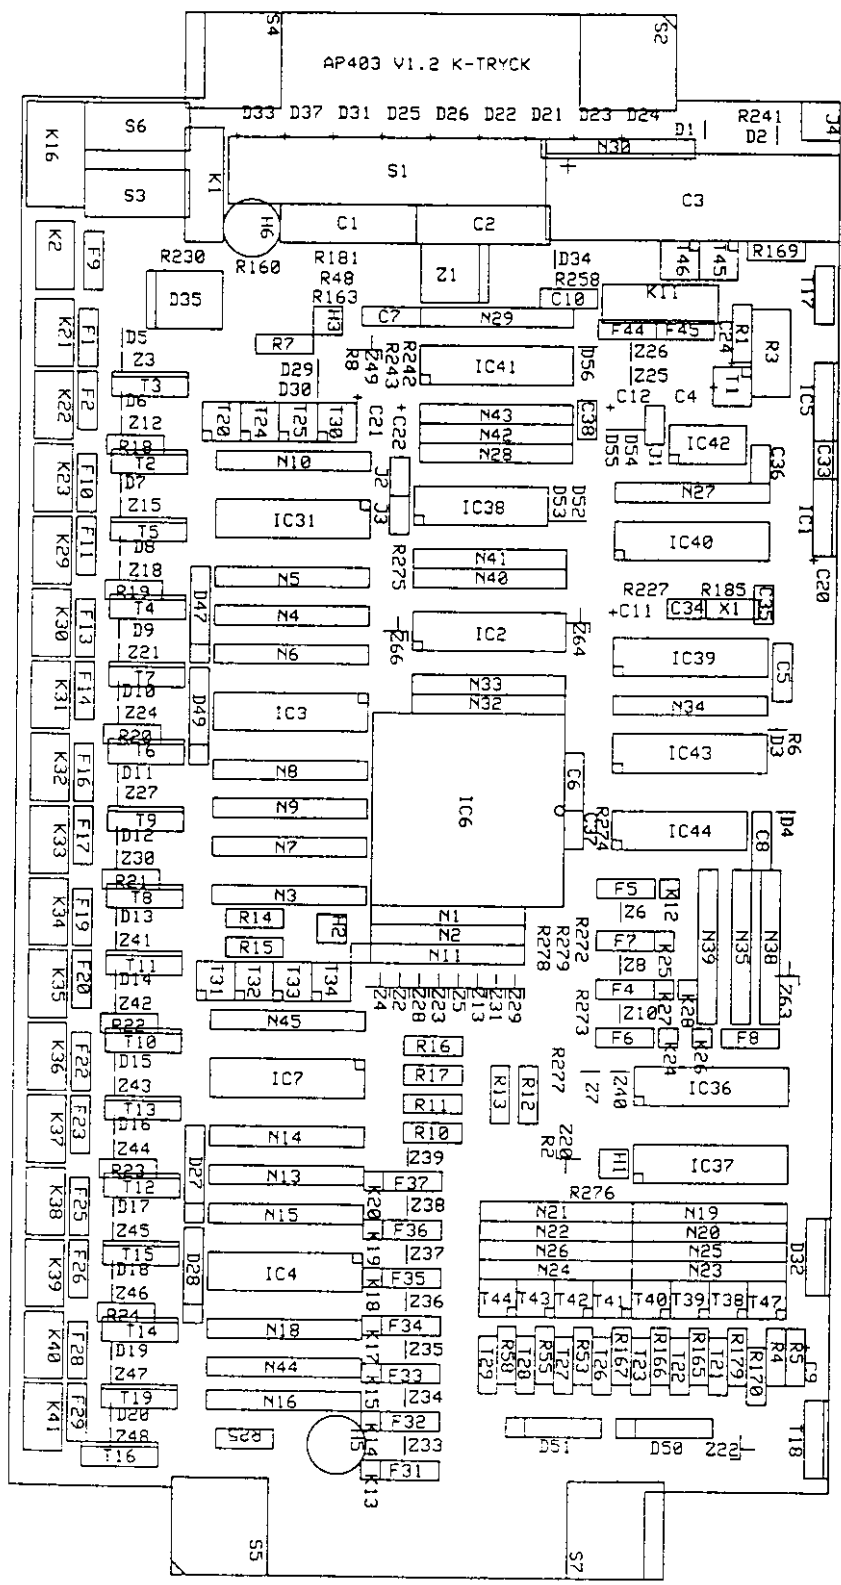 S4
S2
AP403 V1.2 K-TRYCK
D33 D37 D31 D25 D26 D22 D21 D23 D24
D1
R241
D2
J4
K16
S6
S3
K1
S1
N30
+
C3
H6
C1
C2
K2
F9
R230
R160
R181
R48
R163
Z1
D34
R258
C10
T46
T45
R169
T17
D35
H3
K11
K21
F1
D5
Z3
T3
R7
C7
N29
F44
F45
C24
R1
R3
R8
Z49
R243
R242
IC41
D56
Z26
Z25
T1
IC5
K22
F2
D6
Z12
R18
D29
D30
T20
T24
T25
T30
+
C21
+
C22
N43
N42
N28
C38
+
C12
C4
J1
IC42
D55
D54
C36
C33
T2
N10
J2
K23
F10
D7
Z15
T5
IC31
J3
IC38
D53
D52
N27
IC1
K29
F11
D8
Z18
R19
R275
N41
N40
IC40
+
C20
N5
D47
T4
K30
F13
D9
Z21
N4
Z66
IC2
Z64
R227
R185
+C11
C34
X1
C35
N6
T7
K31
F14
D10
Z24
D49
IC3
N33
N32
IC39
C5
N34
R20
T6
D11
Z27
K32
F16
N8
IC43
D3
R6
T9
N9
IC6
C6
C37
R274
IC44
C8
D4
K33
F17
D12
Z30
N7
R21
T8
N3
F5
K12
K34
F19
D13
Z41
R14
R15
H2
N1
N2
N11
R278
R279
R272
Z6
F7
K25
N39
N35
N38
T11
Z8
K35
F20
D14
Z42
T31
T32
T33
T34
Z4
Z2
Z28
Z23
Z5
Z13
Z31
Z29
R273
F4
K27
K28
Z10
Z63
R22
N45
T10
F6
K24
K26
F8
K36
F22
D15
Z43
IC7
R16
R17
R11
R10
R13
R12
R277
Z7
Z40
IC36
T13
K37
F23
D16
Z44
N14
D27
Z39
R2
Z20
H1
IC37
R23
T12
N13
F37
R276
K38
F25
D17
Z45
N15
K20
Z38
F36
N21
N19
N22
N20
N26
N25
N24
N23
D32
T15
D28
K39
F26
D18
Z46
IC4
K19
Z37
F35
K18
Z36
T44
T43
T42
T41
T40
T39
T38
T47
R24
T14
N18
F34
K40
F28
D19
Z47
N44
K17
Z35
F33
T29
R58
T28
R55
T27
R53
T26
R167
T23
R166
T22
R165
T21
R179
R170
R4
R5
+
C9
T19
N16
K15
Z34
K41
F29
D20
Z48
R25
H5
K14
F32
Z33
D51
D50
Z22
T18
T16
F31
K13
S5
S7